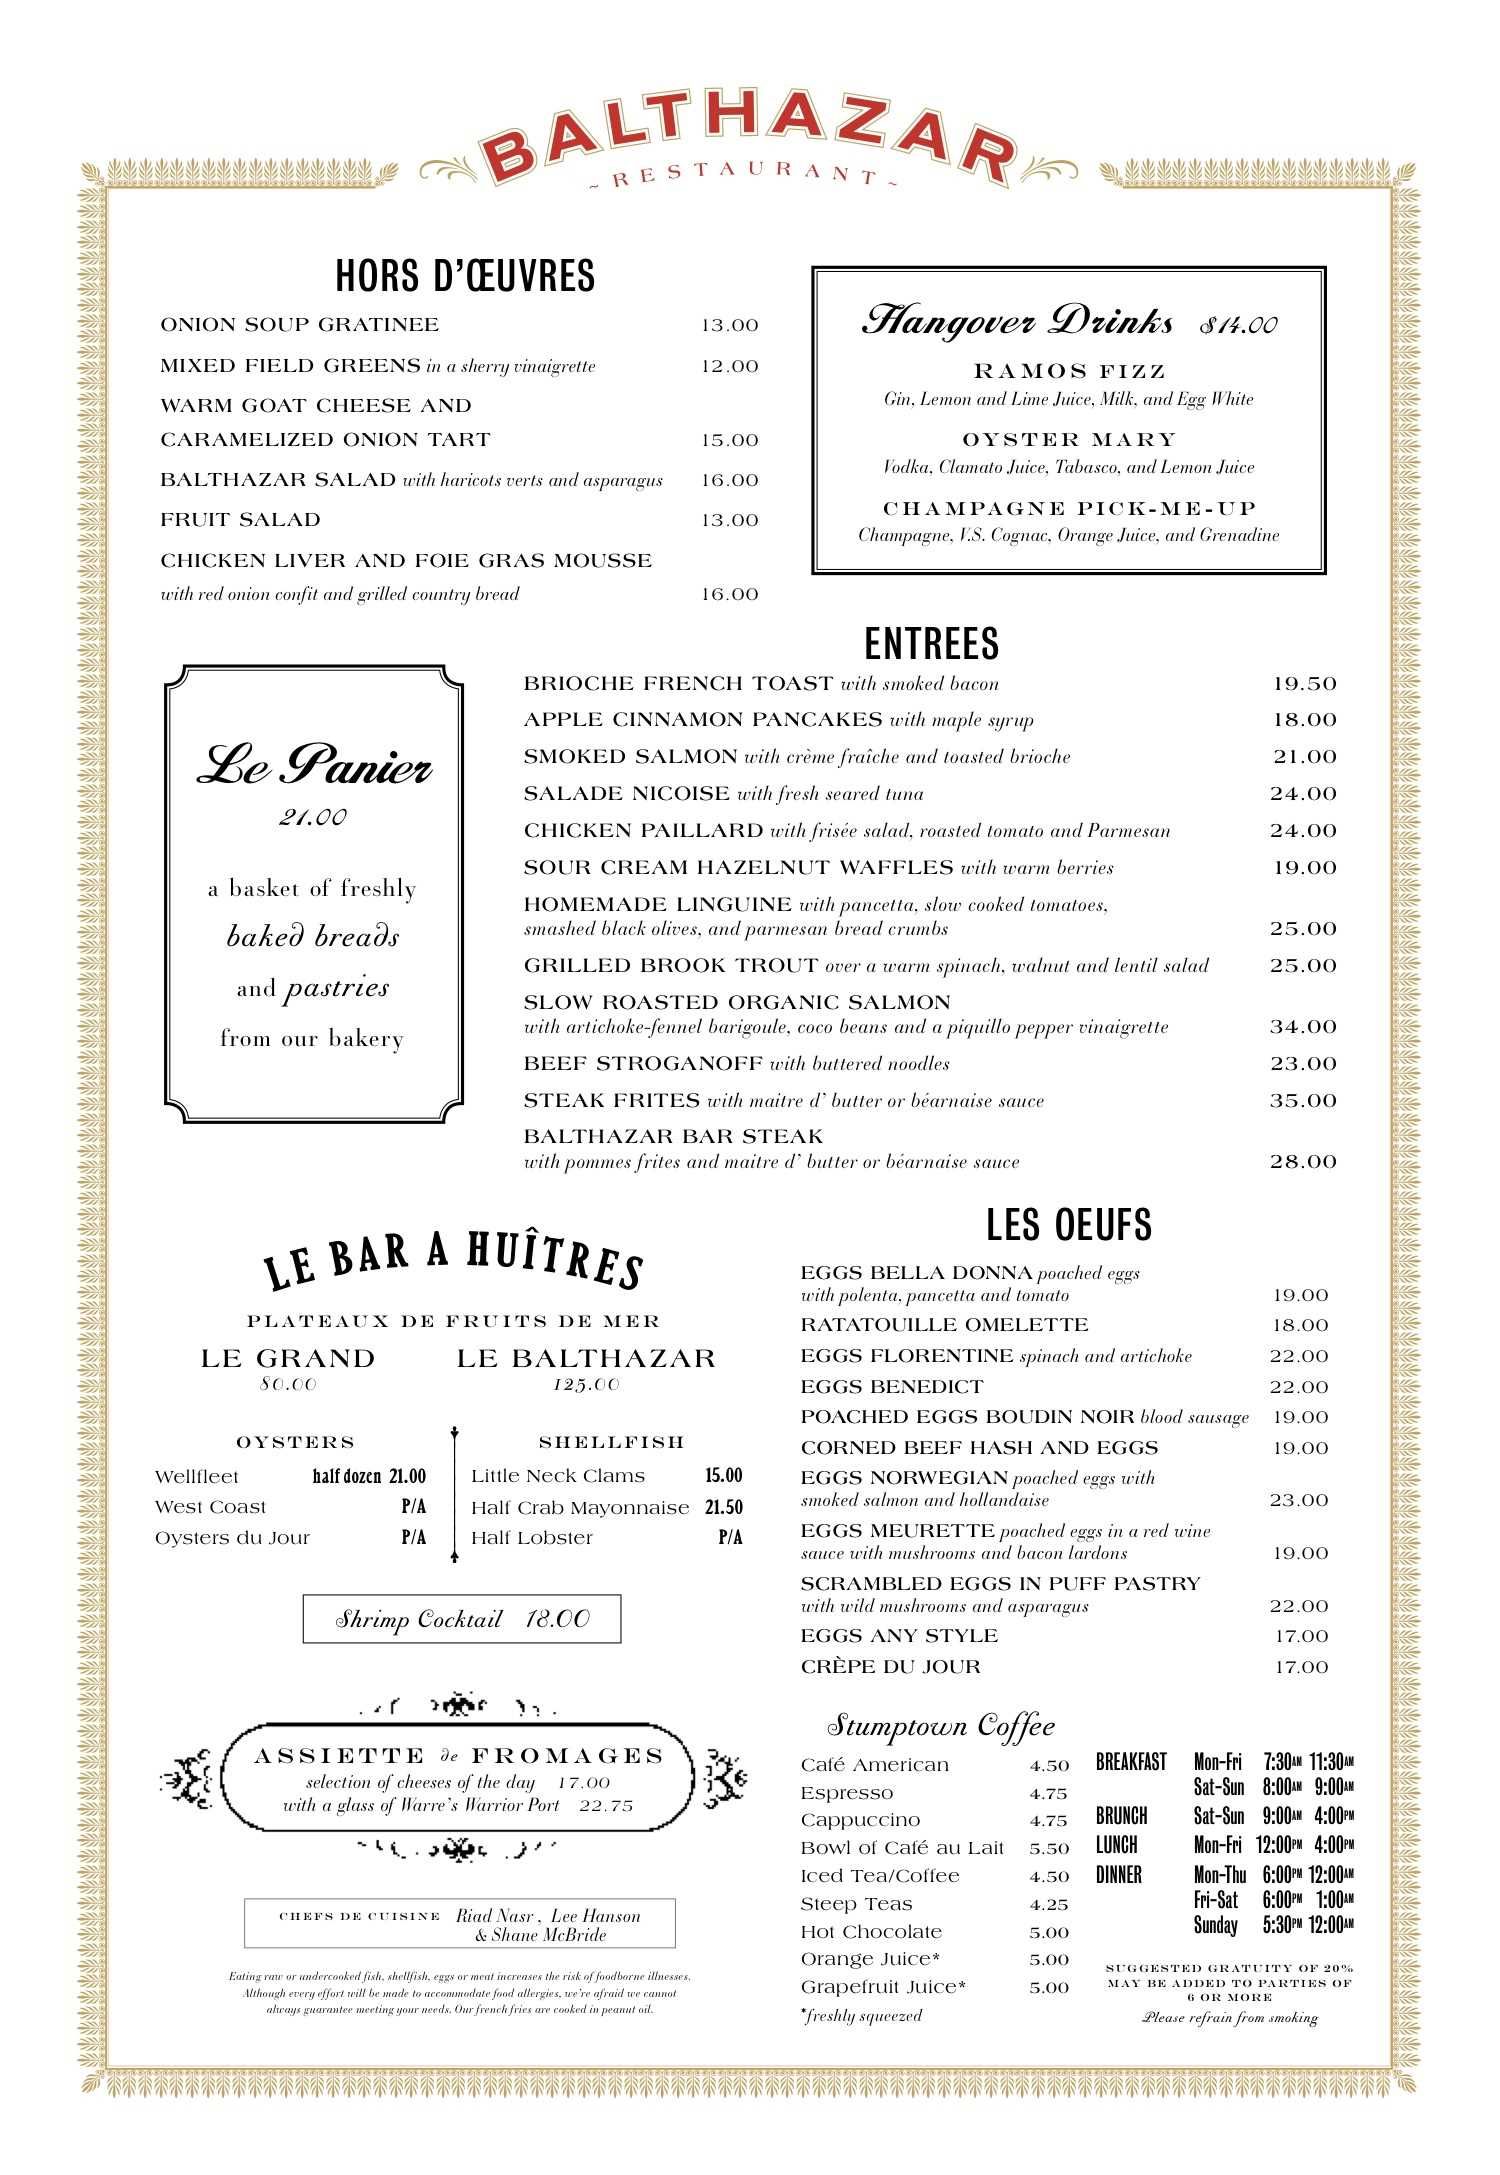 BALTHAZAR
~ RESTAURANT ~
HORS D’ŒUVRES
ONION SOUP GRATINEE 13.00
MIXED FIELD GREENS in a sherry vinaigrette 12.00
WARM GOAT CHEESE AND
CARAMELIZED ONION TART 15.00
BALTHAZAR SALAD with haricots verts and asparagus 16.00
FRUIT SALAD 13.00
CHICKEN LIVER AND FOIE GRAS MOUSSE
with red onion confit and grilled country bread 16.00
Hangover Drinks $14.00
RAMOS FIZZ
Gin, Lemon and Lime Juice, Milk, and Egg White
OYSTER MARY
Vodka, Clamato Juice, Tabasco, and Lemon Juice
CHAMPAGNE PICK-ME-UP
Champagne, V.S. Cognac, Orange Juice, and Grenadine
Le Panier
21.00
a basket of freshly
baked breads
and pastries
from our bakery
ENTREES
BRIOCHE FRENCH TOAST with smoked bacon 19.50
APPLE CINNAMON PANCAKES with maple syrup 18.00
SMOKED SALMON with crème fraîche and toasted brioche 21.00
SALADE NICOISE with fresh seared tuna 24.00
CHICKEN PAILLARD with frisée salad, roasted tomato and Parmesan 24.00
SOUR CREAM HAZELNUT WAFFLES with warm berries 19.00
HOMEMADE LINGUINE with pancetta, slow cooked tomatoes,
smashed black olives, and parmesan bread crumbs 25.00
GRILLED BROOK TROUT over a warm spinach, walnut and lentil salad 25.00
SLOW ROASTED ORGANIC SALMON
with artichoke-fennel barigoule, coco beans and a piquillo pepper vinaigrette 34.00
BEEF STROGANOFF with buttered noodles 23.00
STEAK FRITES with maitre d’ butter or béarnaise sauce 35.00
BALTHAZAR BAR STEAK
with pommes frites and maitre d’ butter or béarnaise sauce 28.00
LE BAR A HUÎTRES
PLATEAUX DE FRUITS DE MER
LE GRAND LE BALTHAZAR
80.00 125.00
OYSTERS
Wellfleet half dozen 21.00
West Coast P/A
Oysters du Jour P/A
SHELLFISH
Little Neck Clams 15.00
Half Crab Mayonnaise 21.50
Half Lobster P/A
Shrimp Cocktail 18.00
ASSIETTE de FROMAGES
selection of cheeses of the day 17.00
with a glass of Warre’s Warrior Port 22.75
CHEFS DE CUISINE Riad Nasr , Lee Hanson
& Shane McBride
Eating raw or undercooked fish, shellfish, eggs or meat increases the risk of foodborne illnesses.
Although every effort will be made to accommodate food allergies, we’re afraid we cannot
always guarantee meeting your needs. Our french fries are cooked in peanut oil.
LES OEUFS
EGGS BELLA DONNA poached eggs
with polenta, pancetta and tomato 19.00
RATATOUILLE OMELETTE 18.00
EGGS FLORENTINE spinach and artichoke 22.00
EGGS BENEDICT 22.00
POACHED EGGS BOUDIN NOIR blood sausage 19.00
CORNED BEEF HASH AND EGGS 19.00
EGGS NORWEGIAN poached eggs with
smoked salmon and hollandaise 23.00
EGGS MEURETTE poached eggs in a red wine
sauce with mushrooms and bacon lardons 19.00
SCRAMBLED EGGS IN PUFF PASTRY
with wild mushrooms and asparagus 22.00
EGGS ANY STYLE 17.00
CRÈPE DU JOUR 17.00
Stumptown Coffee
Café American 4.50
Espresso 4.75
Cappuccino 4.75
Bowl of Café au Lait 5.50
Iced Tea/Coffee 4.50
Steep Teas 4.25
Hot Chocolate 5.00
Orange Juice* 5.00
Grapefruit Juice* 5.00
*freshly squeezed
BREAKFAST Mon-Fri 7:30AM 11:30AM
Sat-Sun 8:00AM 9:00AM
BRUNCH Sat-Sun 9:00AM 4:00PM
LUNCH Mon-Fri 12:00PM 4:00PM
DINNER Mon-Thu 6:00PM 12:00AM
Fri-Sat 6:00PM 1:00AM
Sunday 5:30PM 12:00AM
SUGGESTED GRATUITY OF 20%
MAY BE ADDED TO PARTIES OF
6 OR MORE
Please refrain from smoking